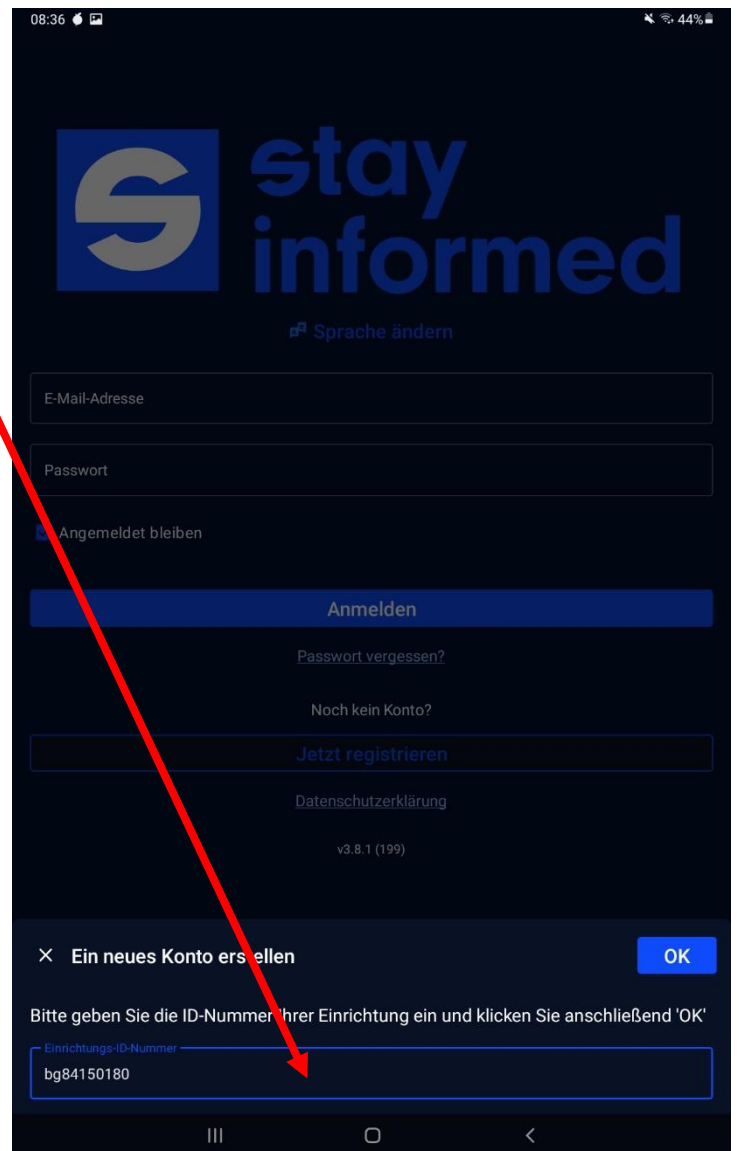 08:36
44%
stay
informed
Sprache ändern
E-Mail-Adresse
Passwort
Angemeldet bleiben
Anmelden
Passwort vergessen?
Noch kein Konto?
Jetzt registrieren
Datenschutzerklärung
v3.8.1 (199)
Ein neues Konto erstellen
OK
Bitte geben Sie die ID-Nummer Ihrer Einrichtung ein und klicken Sie anschließend 'OK'
Einrichtungs-ID-Nummer
bg84150180